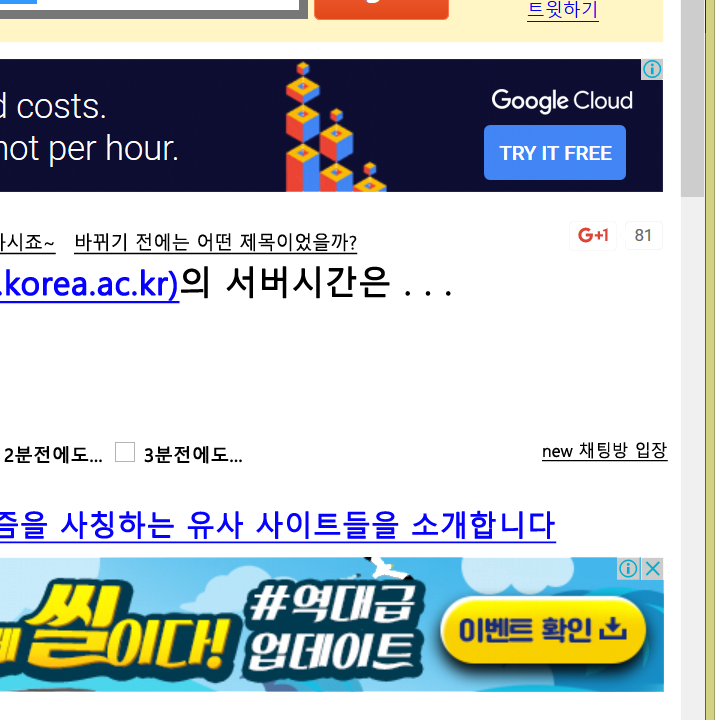 트윗하기
costs.
not per hour.
Google Cloud
TRY IT FREE
시죠~ 바뀌기 전에는 어떤 제목이었을까?
G+1 81
.korea.ac.kr)의 서버시간은 . . .
2분전에도... 3분전에도...
new 채팅방 입장
즘을 사칭하는 유사 사이트들을 소개합니다
씰이다!
#역대급
업데이트
이벤트 확인